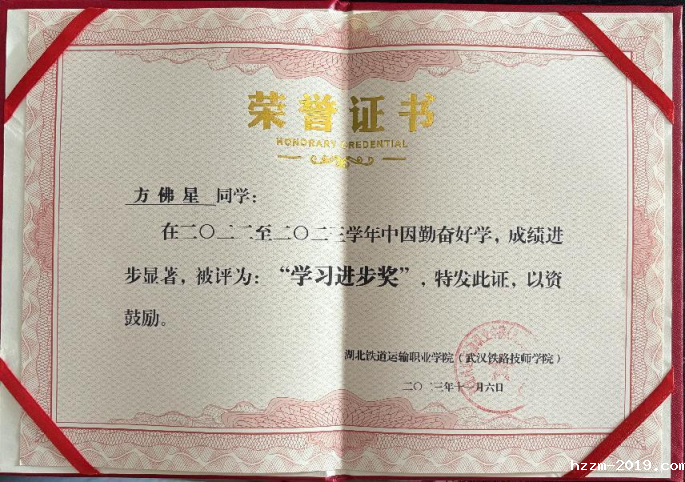 荣誉证书
HONORARY CREDENTIAL
方佛星 同学：
在二〇二二至二〇二三学年中因勤奋好学，成绩进
步显著，被评为：“学习进步奖”，特发此证，以资
鼓励。
湖北铁道运输职业学院（武汉铁路技师学院）
二〇二三年十一月六日
hzzm-2019.com